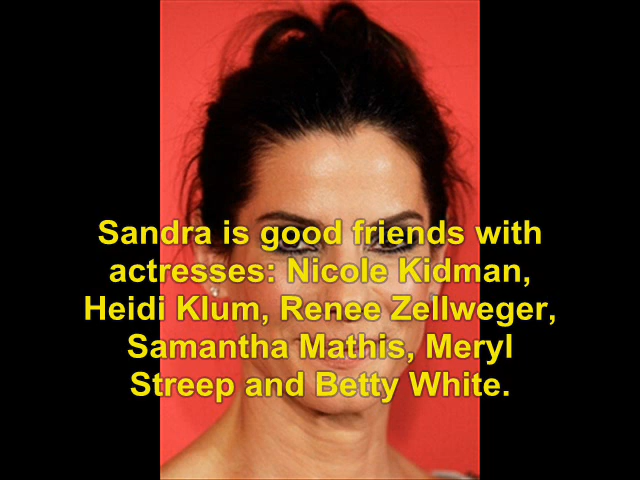 Sandra is good friends with
actresses: Nicole Kidman,
Heidi Klum, Renee Zellweger,
Samantha Mathis, Meryl
Streep and Betty White.